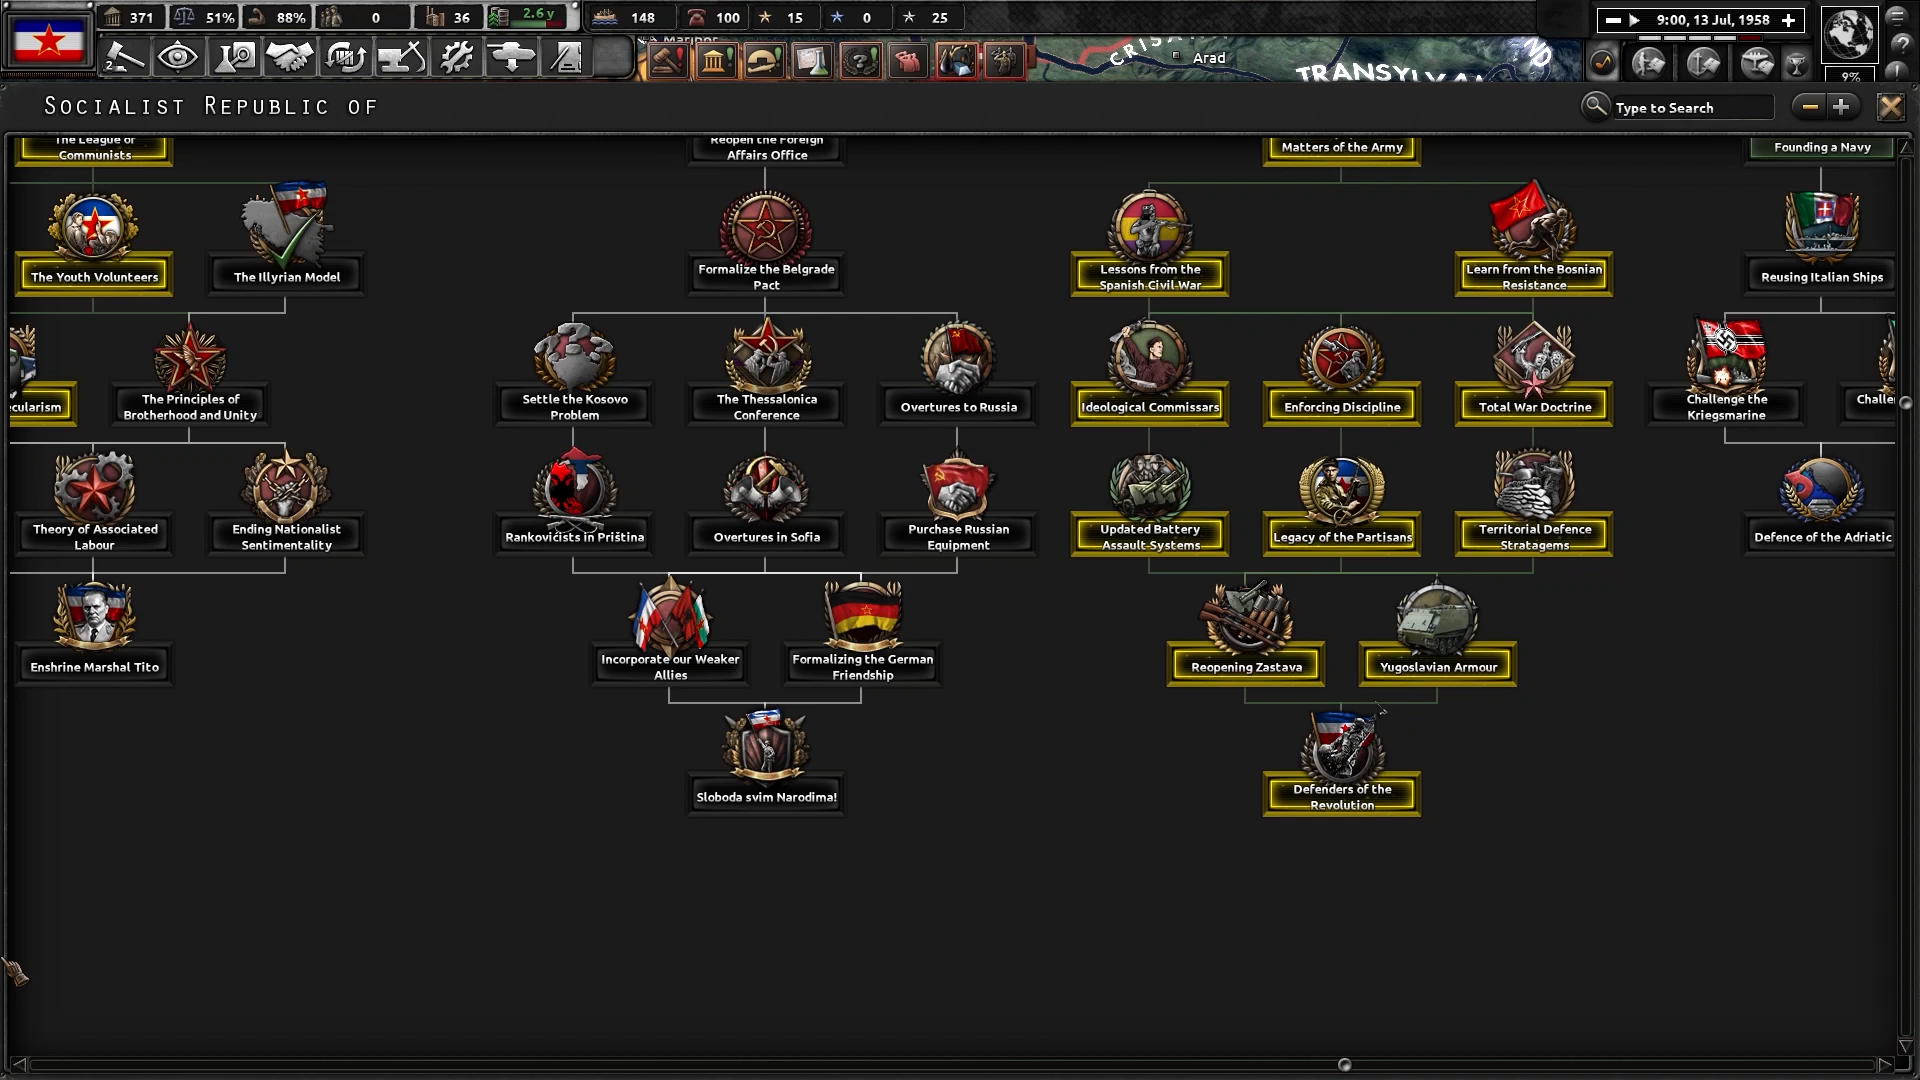 371
51%
88%
0
36
2.6 y
148
100
15
0
25
9:00, 13 Jul, 1958
2
Arad
TRANSYLVA
9%
Socialist Republic of
Type to Search
The League of
Communists
Reopen the Foreign
Affairs Office
Matters of the Army
Founding a Navy
The Youth Volunteers
The Illyrian Model
Formalize the Belgrade
Pact
Lessons from the
Spanish Civil War
Learn from the Bosnian
Resistance
Reusing Italian Ships
ecularism
The Principles of
Brotherhood and Unity
Settle the Kosovo
Problem
The Thessalonica
Conference
Overtures to Russia
Ideological Commissars
Enforcing Discipline
Total War Doctrine
Challenge the
Kriegsmarine
Challe
Theory of Associated
Labour
Ending Nationalist
Sentimentality
Rankovićists in Priština
Overtures in Sofia
Purchase Russian
Equipment
Updated Battery
Assault Systems
Legacy of the Partisans
Territorial Defence
Stratagems
Defence of the Adriatic
Enshrine Marshal Tito
Incorporate our Weaker
Allies
Formalizing the German
Friendship
Reopening Zastava
Yugoslavian Armour
Sloboda svim Narodima!
Defenders of the
Revolution